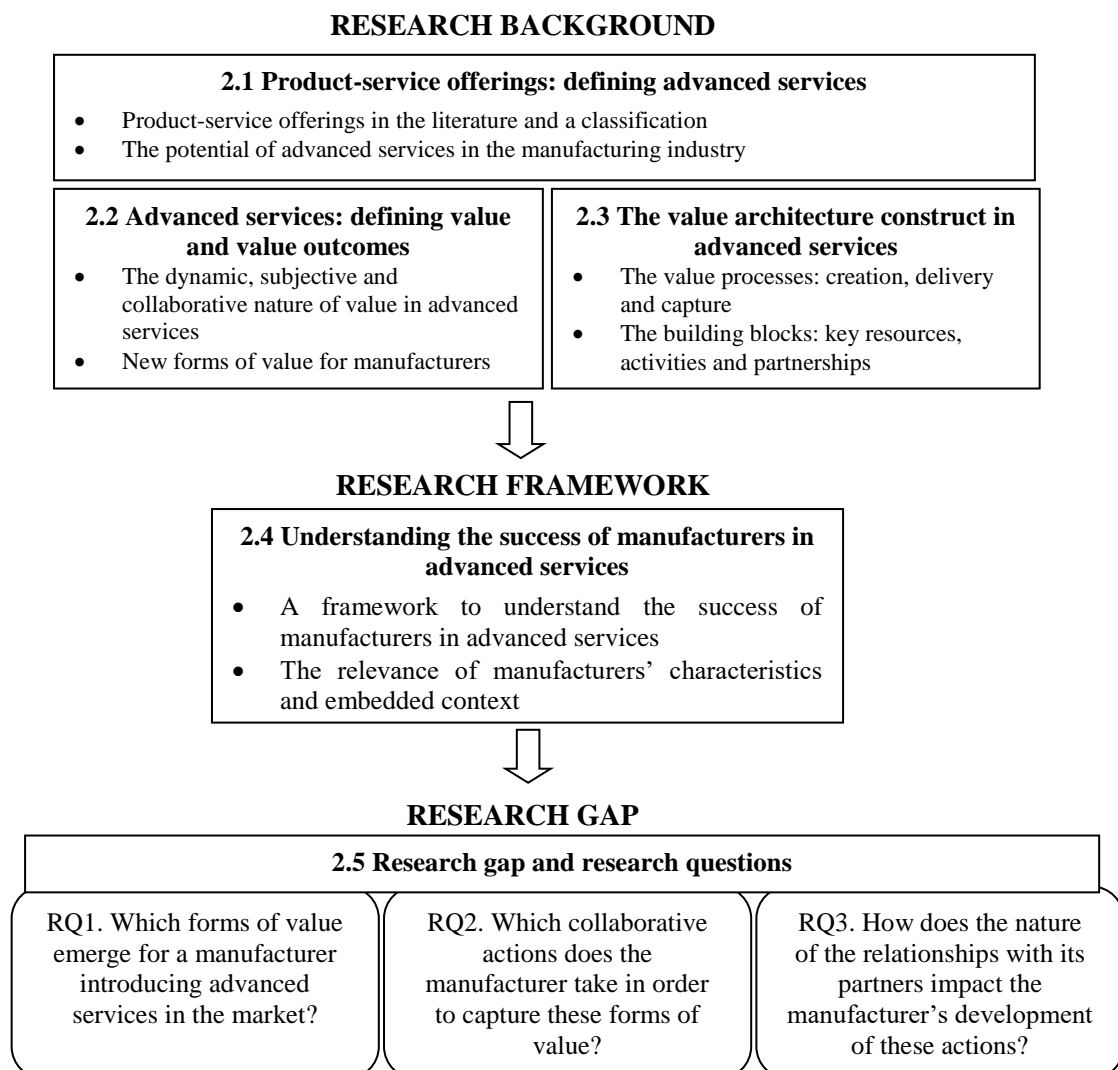 RESEARCH BACKGROUND
2.1 Product-service offerings: defining advanced services
• Product-service offerings in the literature and a classification
• The potential of advanced services in the manufacturing industry
2.2 Advanced services: defining value
and value outcomes
• The dynamic, subjective and
collaborative nature of value in advanced
services
• New forms of value for manufacturers
2.3 The value architecture construct in
advanced services
• The value processes: creation, delivery
and capture
• The building blocks: key resources,
activities and partnerships
RESEARCH FRAMEWORK
2.4 Understanding the success of manufacturers in
advanced services
• A framework to understand the success of
manufacturers in advanced services
• The relevance of manufacturers’ characteristics
and embedded context
RESEARCH GAP
2.5 Research gap and research questions
RQ1. Which forms of value
emerge for a manufacturer
introducing advanced
services in the market?
RQ2. Which collaborative
actions does the
manufacturer take in order
to capture these forms of
value?
RQ3. How does the nature
of the relationships with its
partners impact the
manufacturer’s development
of these actions?